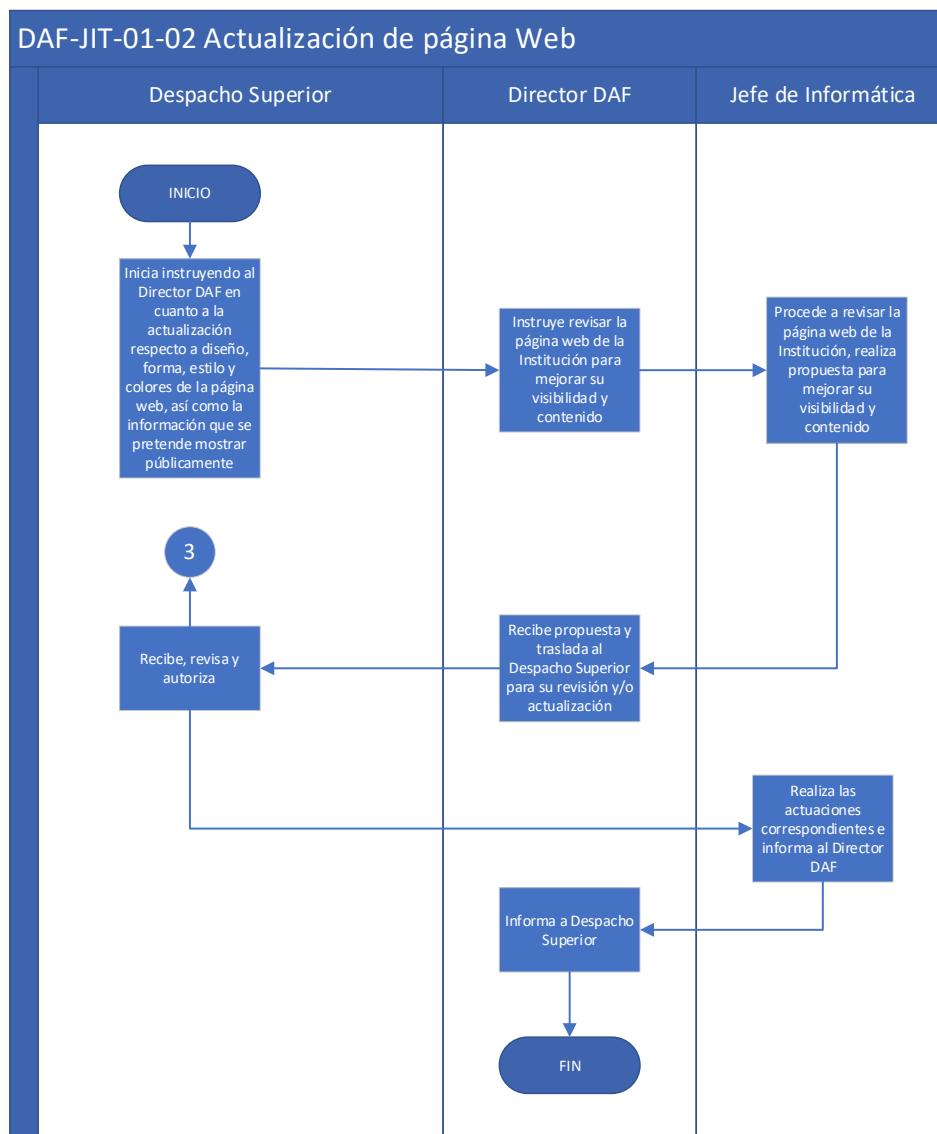 DAF-JIT-01-02 Actualización de página Web
Despacho Superior
Director DAF
Jefe de Informática
INICIO
Inicia instruyendo al
Director DAF en
cuanto a la
actualización
respecto a diseño,
forma, estilo y
colores de la página
web, así como la
información que se
pretende mostrar
públicamente
Instruye revisar la
página web de la
Institución para
mejorar su
visibilidad y
contenido
Procede a revisar la
página web de la
Institución, realiza
propuesta para
mejorar su
visibilidad y
contenido
3
Recibe, revisa y
autoriza
Recibe propuesta y
traslada al
Despacho Superior
para su revisión y/o
actualización
Realiza las
actuaciones
correspondientes e
informa al Director
DAF
Informa a Despacho
Superior
FIN